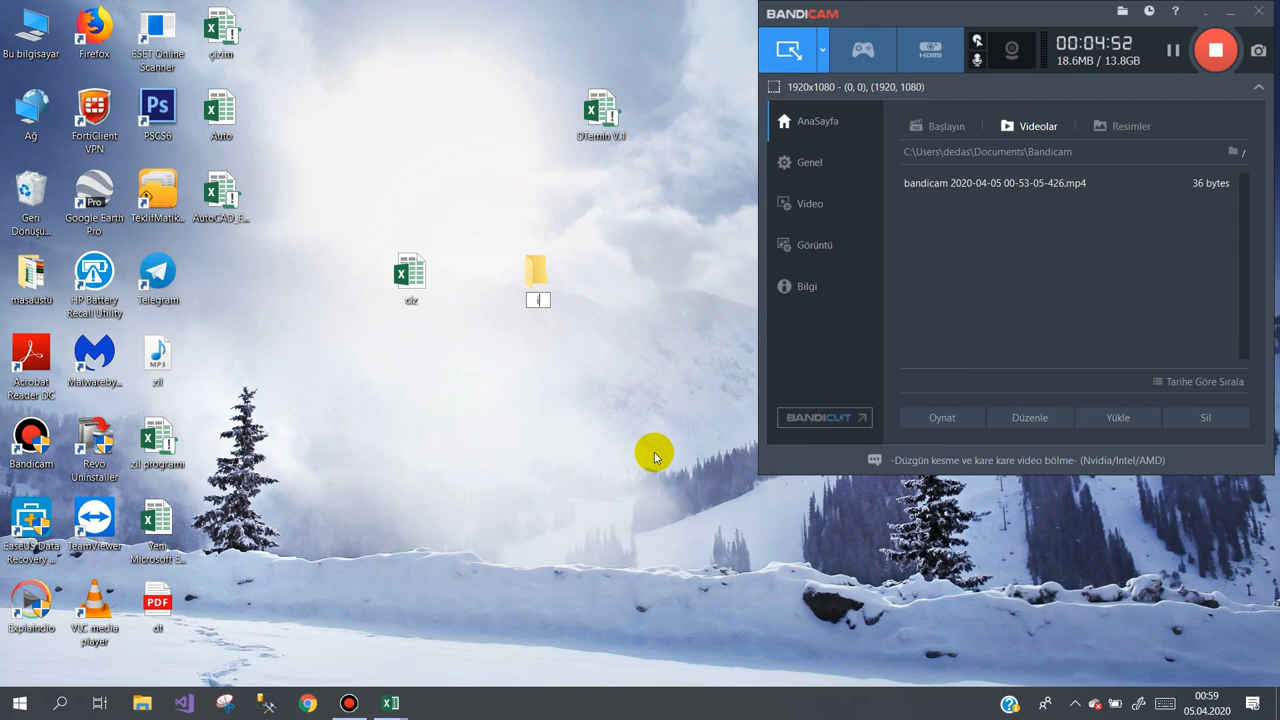 Bu bilgisayar
Firefox
ESET Online
Scanner
çizim
Ağ
FortiClient
VPN
PSCS6
Auto
Geri
Dönüşü...
Google Earth
Pro
TeklifMatik...
AutoCAD_E...
masaüstü
HP Battery
Recall Utility
Telegram
Acrobat
Reader DC
Malwareby...
zil
Bandicam
Revo
Uninstaller
zil programı
EaseUS Data
Recovery ...
TeamViewer
Yeni
Microsoft E...
Explaindio
VLC media
player
dt
DTemin V.1
ciz
i
BANDICAM
HDMI
00:04:52
18.6MB / 13.8GB
1920x1080 - (0, 0), (1920, 1080)
AnaSayfa
Genel
Video
Görüntü
Bilgi
BANDICUT
Başlayın
Videolar
Resimler
C:\Users\dedas\Documents\Bandicam
/
bandicam 2020-04-05 00-53-05-426.mp4
36 bytes
Tarihe Göre Sırala
Oynat
Düzenle
Yükle
Sil
-Düzgün kesme ve kare kare video bölme- (Nvidia/Intel/AMD)
00:59
05.04.2020